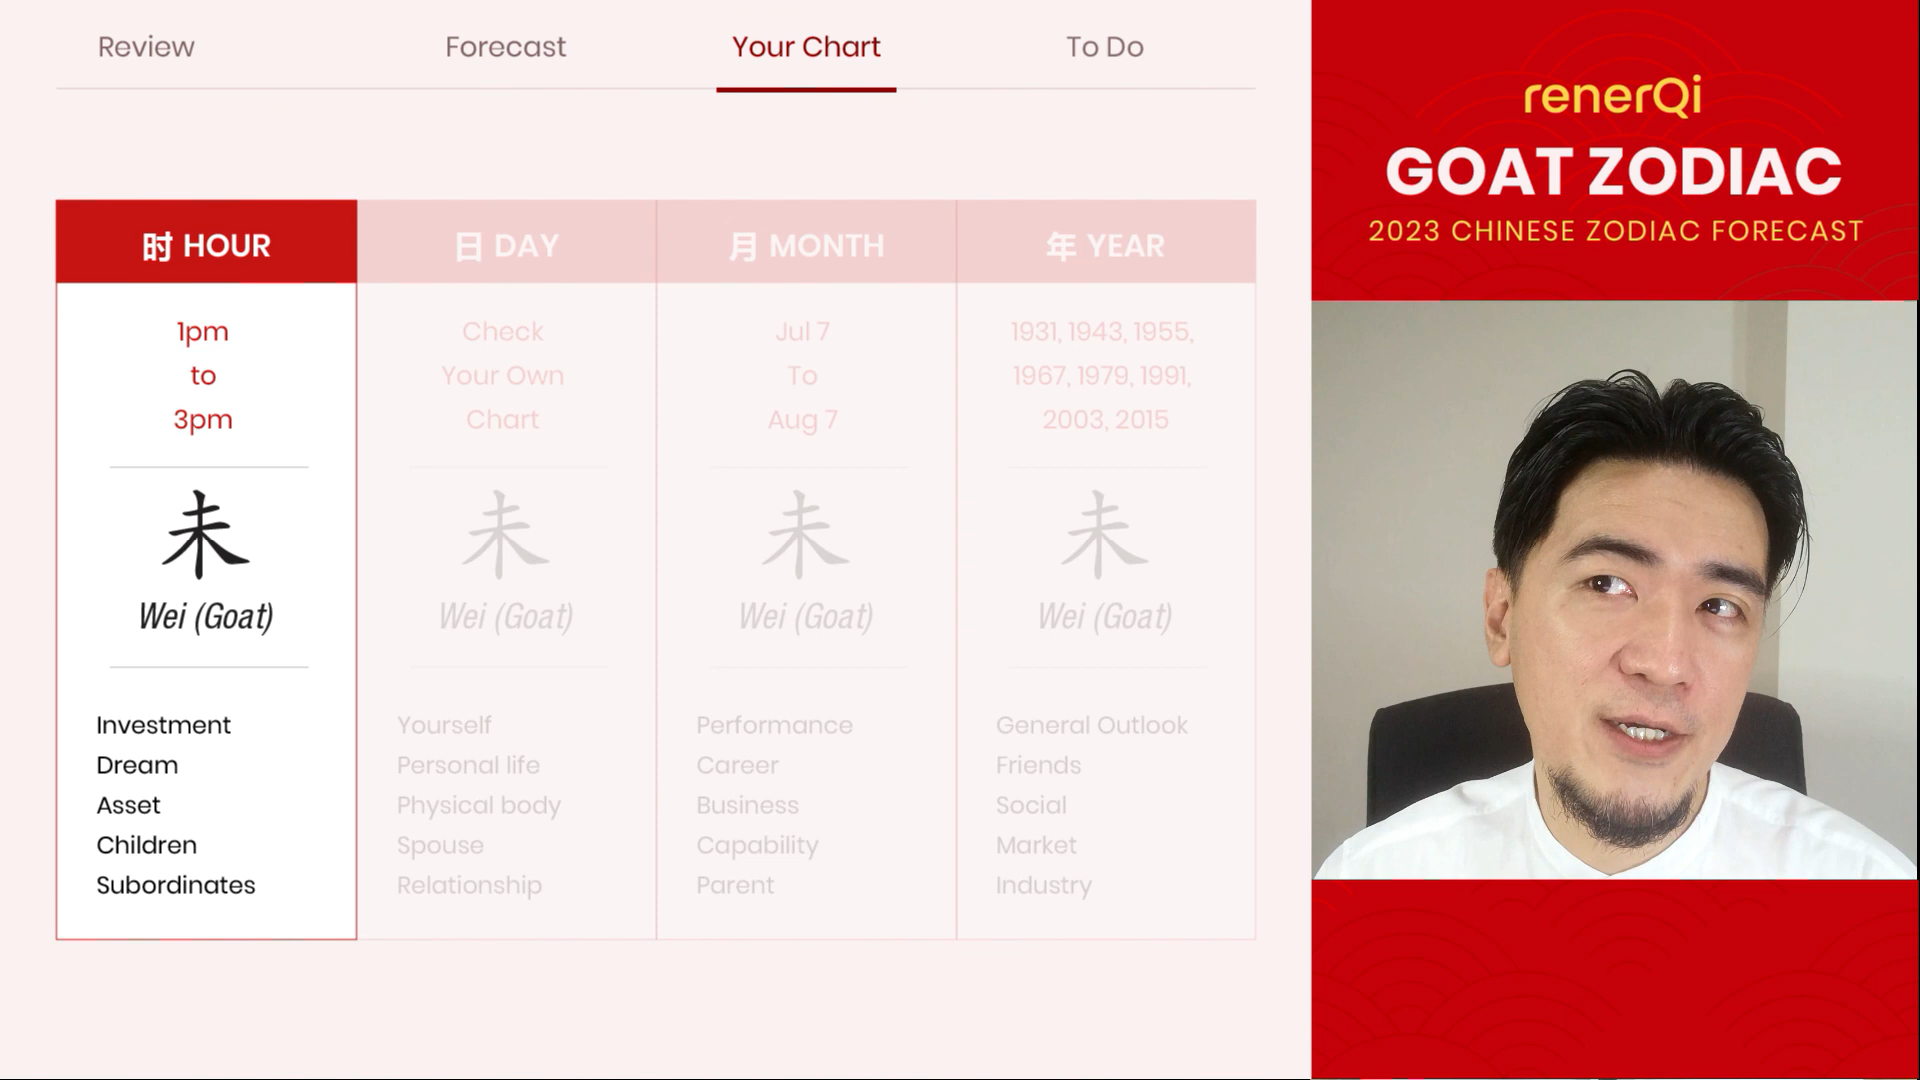 Review
Forecast
Your Chart
To Do
时 HOUR
日 DAY
月 MONTH
年 YEAR
1pm
to
3pm
Check
Your Own
Chart
Jul 7
To
Aug 7
1931, 1943, 1955,
1967, 1979, 1991,
2003, 2015
未
Wei (Goat)
未
Wei (Goat)
未
Wei (Goat)
未
Wei (Goat)
Investment
Dream
Asset
Children
Subordinates
Yourself
Personal life
Physical body
Spouse
Relationship
Performance
Career
Business
Capability
Parent
General Outlook
Friends
Social
Market
Industry
renerQi
GOAT ZODIAC
2023 CHINESE ZODIAC FORECAST